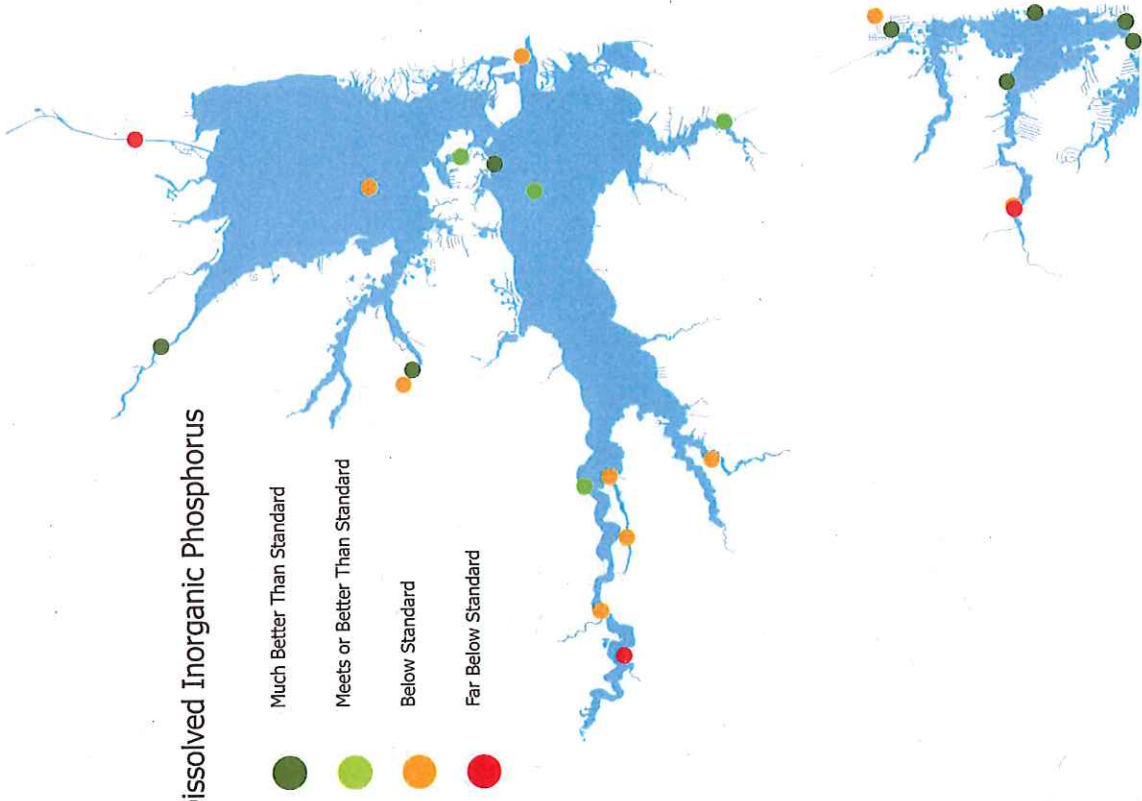 issolved Inorganic Phosphorus
Much Better Than Standard
Meets or Better Than Standard
Below Standard
Far Below Standard